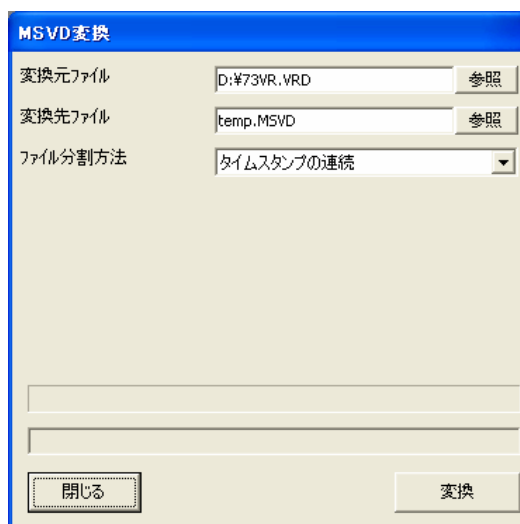 MSVD変換
変換元ファイル D:¥73VR.VRD 参照
変換先ファイル temp.MSVD 参照
ファイル分割方法 タイムスタンプの連続
閉じる 変換